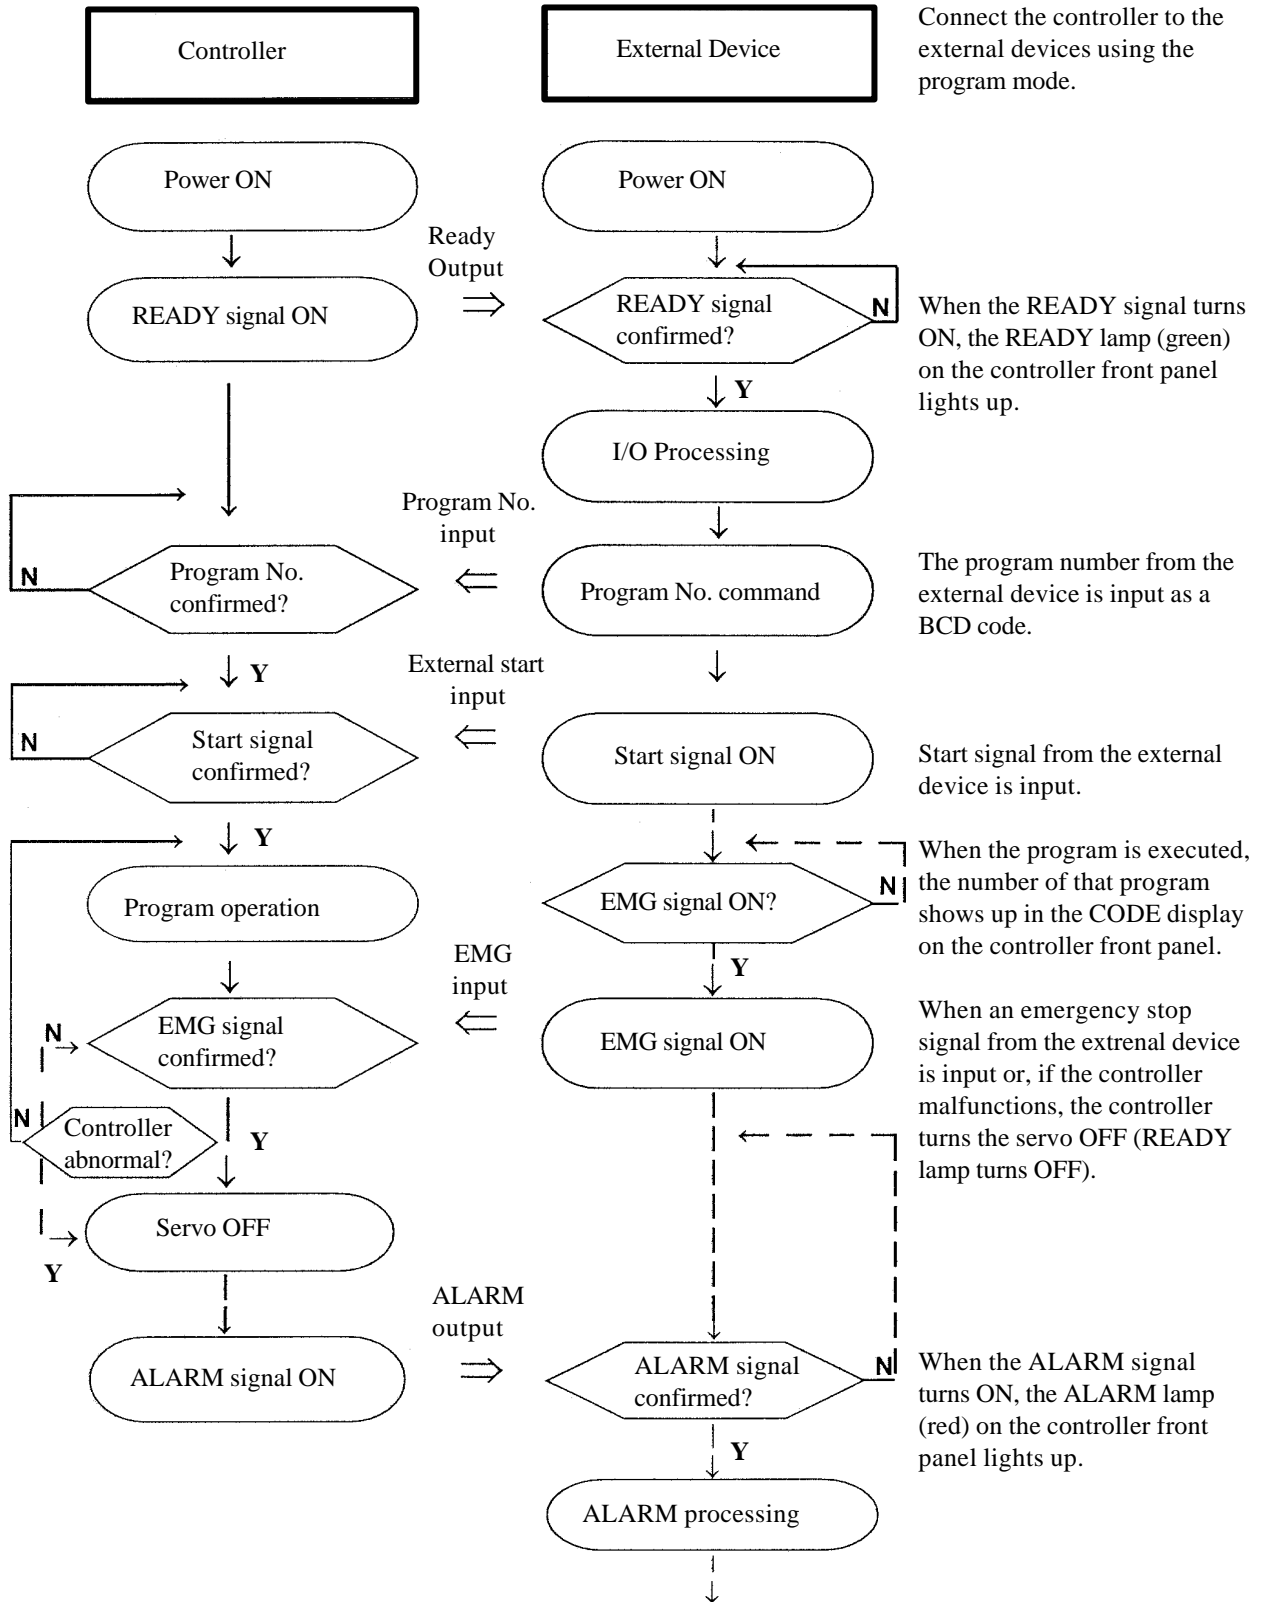 Controller
External Device
Connect the controller to the
external devices using the
program mode.
Power ON
Power ON
Ready
Output
READY signal ON
READY signal
confirmed?
N
When the READY signal turns
ON, the READY lamp (green)
on the controller front panel
lights up.
Y
I/O Processing
Program No.
input
N
Program No.
confirmed?
Program No. command
The program number from the
external device is input as a
BCD code.
Y
External start
input
N
Start signal
confirmed?
Start signal ON
Start signal from the external
device is input.
Y
When the program is executed,
the number of that program
shows up in the CODE display
on the controller front panel.
Program operation
EMG signal ON?
N
Y
EMG
input
N
EMG signal
confirmed?
EMG signal ON
When an emergency stop
signal from the extrenal device
is input or, if the controller
malfunctions, the controller
turns the servo OFF (READY
lamp turns OFF).
N
Controller
abnormal?
Y
Servo OFF
Y
ALARM
output
ALARM signal ON
ALARM signal
confirmed?
N
When the ALARM signal
turns ON, the ALARM lamp
(red) on the controller front
panel lights up.
Y
ALARM processing